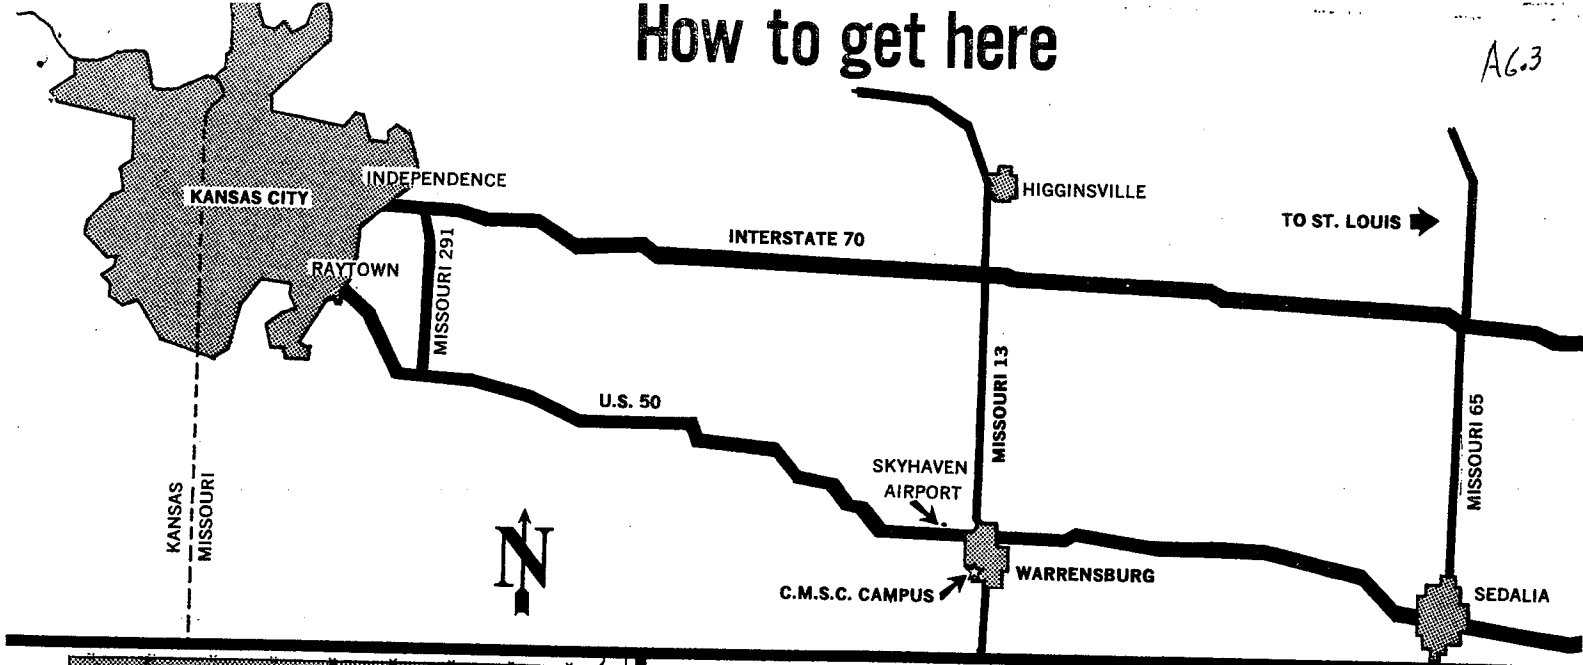 How to get here
A6.3
INDEPENDENCE
KANSAS CITY
HIGGINSVILLE
TO ST. LOUIS
INTERSTATE 70
RAYTOWN
MISSOURI 291
U.S. 50
MISSOURI 13
MISSOURI 65
SKYHAVEN
AIRPORT
KANSAS
MISSOURI
N
WARRENSBURG
C.M.S.C. CAMPUS
SEDALIA